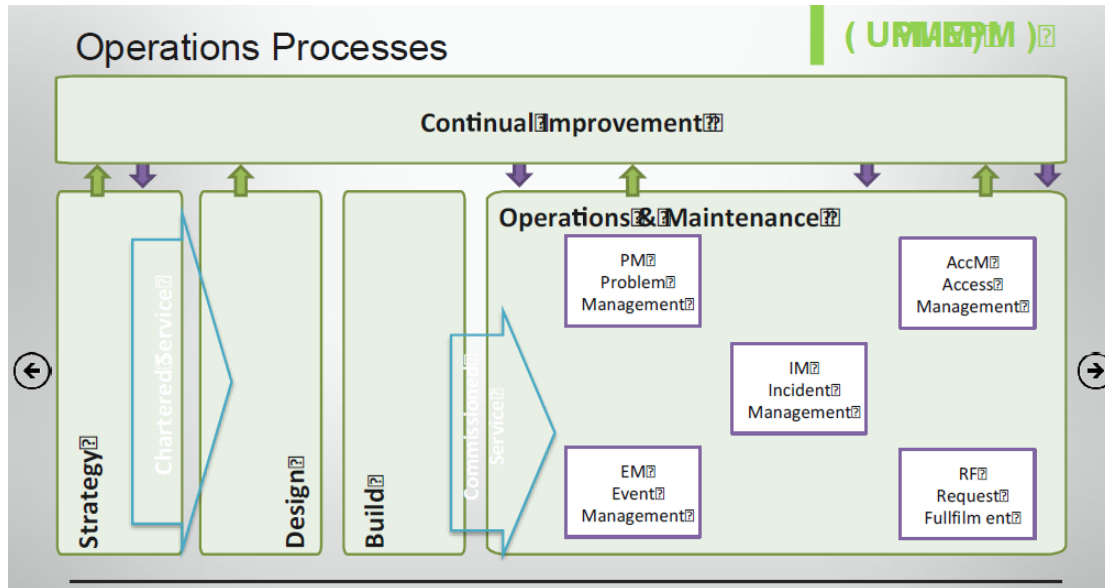 Operations Processes
Continual Improvement
Operations & Maintenance
PM
Problem
Management
AccM
Access
Management
IM
Incident
Management
EM
Event
Management
RF
Request
Fullfilm ent
Strategy
Chartered Service
Design
Build
Commissioned
Service